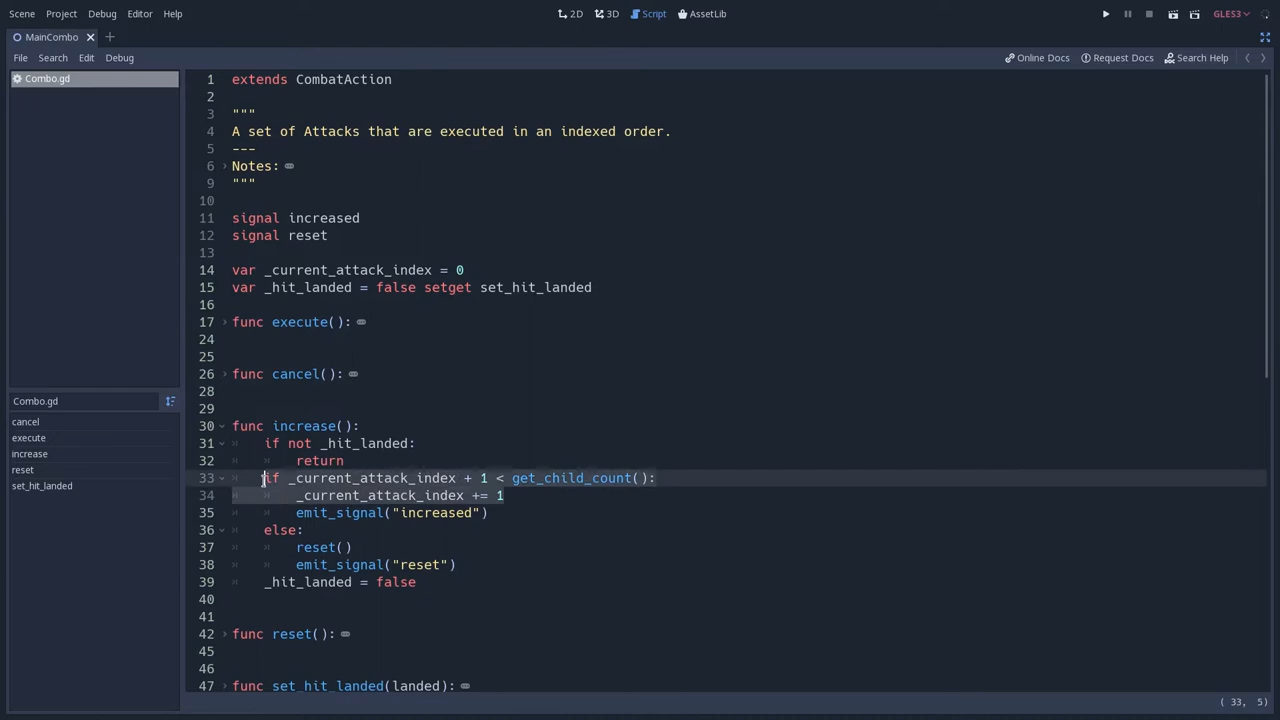 Scene Project Debug Editor Help 2D 3D Script AssetLib GLES3
MainCombo
File Search Edit Debug Online Docs Request Docs Search Help
Combo.gd
1 extends CombatAction
2
3 """
4 A set of Attacks that are executed in an indexed order.
5 ---
6 Notes:
9 """
10
11 signal increased
12 signal reset
13
14 var _current_attack_index = 0
15 var _hit_landed = false setget set_hit_landed
16
17 func execute():
24
25
26 func cancel():
28
29
30 func increase():
31 if not _hit_landed:
32 return
33 if _current_attack_index + 1 < get_child_count():
34 _current_attack_index += 1
35 emit_signal("increased")
36 else:
37 reset()
38 emit_signal("reset")
39 _hit_landed = false
40
41
42 func reset():
45
46
47 func set_hit_landed(landed):
Combo.gd
cancel
execute
increase
reset
set_hit_landed
( 33, 5)